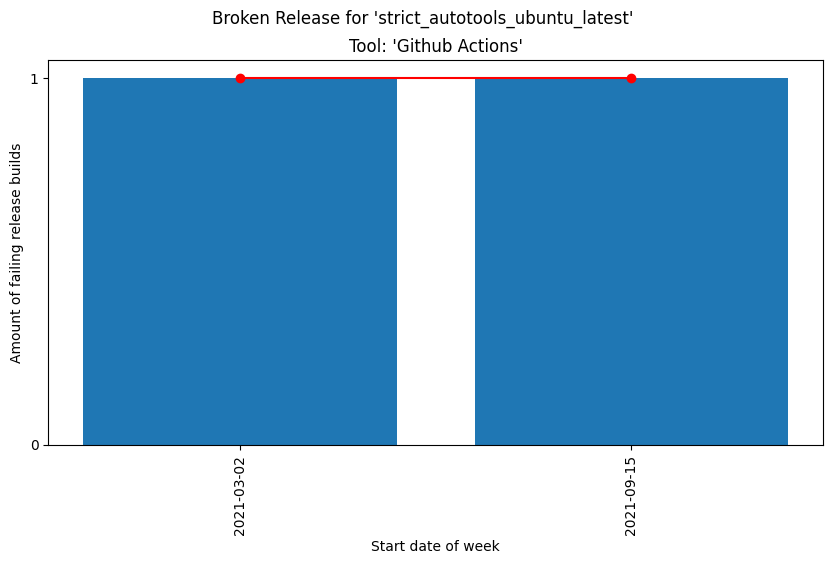 Broken Release for 'strict_autotools_ubuntu_latest'
Tool: 'Github Actions'
Amount of failing release builds
1
0
2021-03-02
2021-09-15
Start date of week